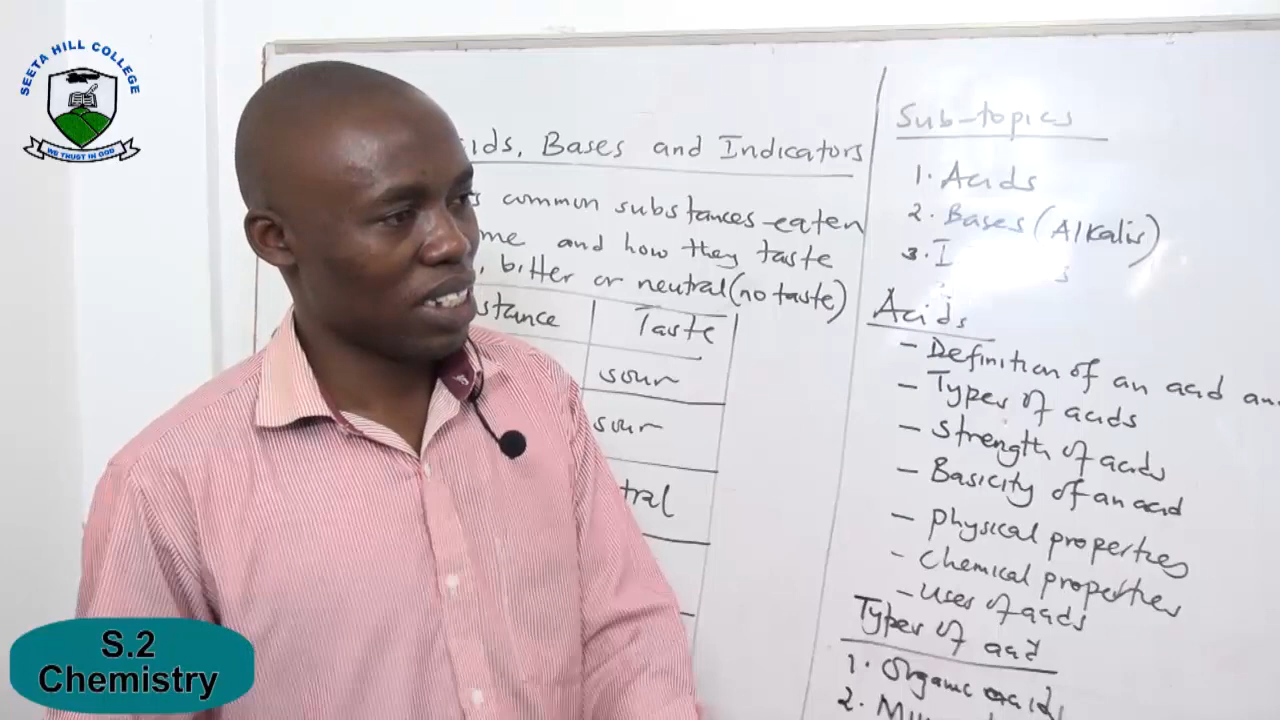 SEETA HILL COLLEGE
WE TRUST IN GOD
ids, Bases and Indicators
s common substances eaten
me and how they taste
, bitter or neutral (no taste)
stance Taste
sour
sour
tral
Sub-topics
1. Acids
2. Bases (Alkalis)
3. I s
Acids
- Definition of an acid an
- Types of acids
- Strength of acids
- Basicity of an acid
- Physical properties
- Chemical properties
- Uses of acids
Types of acid
1. Organic acids
2.
S.2
Chemistry